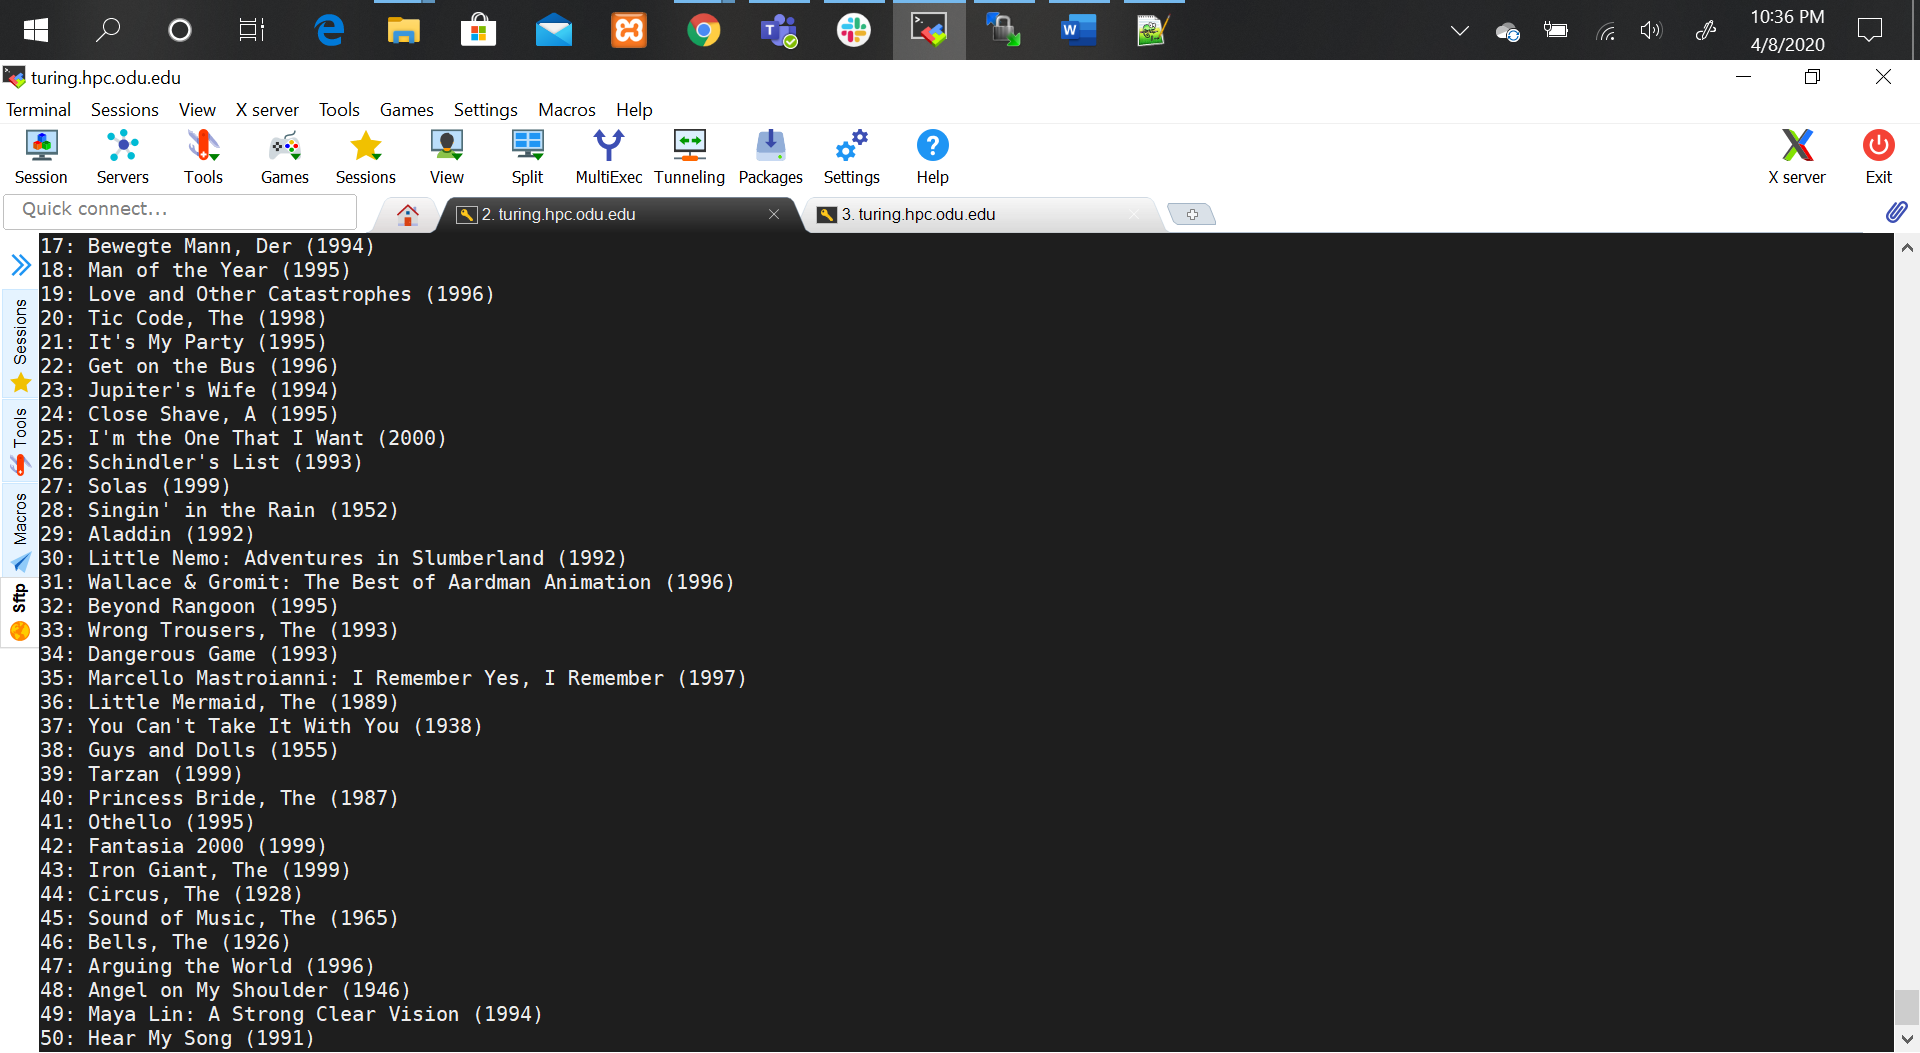 10:36 PM
4/8/2020
turing.hpc.odu.edu
Terminal Sessions View X server Tools Games Settings Macros Help
Session Servers Tools Games Sessions View Split MultiExec Tunneling Packages Settings Help X server Exit
Quick connect...
2. turing.hpc.odu.edu
3. turing.hpc.odu.edu
Sessions
Tools
Macros
Sftp
17: Bewegte Mann, Der (1994)
18: Man of the Year (1995)
19: Love and Other Catastrophes (1996)
20: Tic Code, The (1998)
21: It's My Party (1995)
22: Get on the Bus (1996)
23: Jupiter's Wife (1994)
24: Close Shave, A (1995)
25: I'm the One That I Want (2000)
26: Schindler's List (1993)
27: Solas (1999)
28: Singin' in the Rain (1952)
29: Aladdin (1992)
30: Little Nemo: Adventures in Slumberland (1992)
31: Wallace & Gromit: The Best of Aardman Animation (1996)
32: Beyond Rangoon (1995)
33: Wrong Trousers, The (1993)
34: Dangerous Game (1993)
35: Marcello Mastroianni: I Remember Yes, I Remember (1997)
36: Little Mermaid, The (1989)
37: You Can't Take It With You (1938)
38: Guys and Dolls (1955)
39: Tarzan (1999)
40: Princess Bride, The (1987)
41: Othello (1995)
42: Fantasia 2000 (1999)
43: Iron Giant, The (1999)
44: Circus, The (1928)
45: Sound of Music, The (1965)
46: Bells, The (1926)
47: Arguing the World (1996)
48: Angel on My Shoulder (1946)
49: Maya Lin: A Strong Clear Vision (1994)
50: Hear My Song (1991)